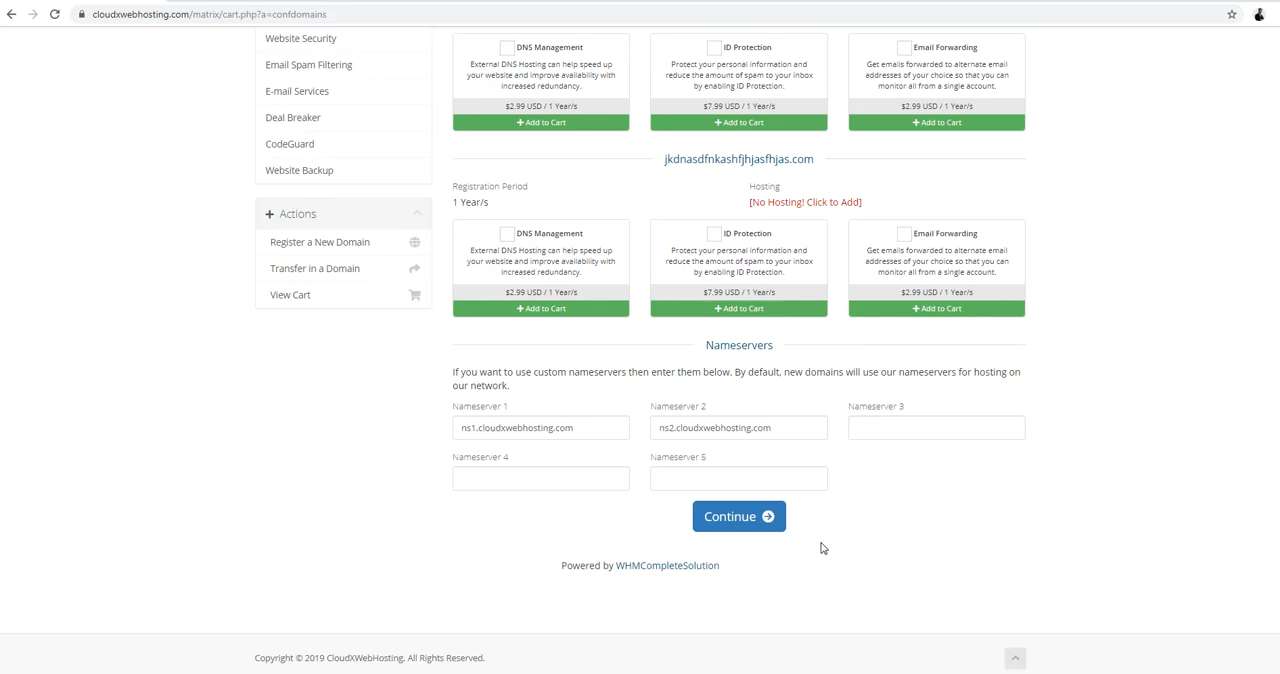 cloudxwebhosting.com/matrix/cart.php?a=confdomains
Website Security
Email Spam Filtering
E-mail Services
Deal Breaker
CodeGuard
Website Backup
Actions
Register a New Domain
Transfer in a Domain
View Cart
DNS Management
External DNS Hosting can help speed up
your website and improve availability with
increased redundancy.
$2.99 USD / 1 Year/s
Add to Cart
ID Protection
Protect your personal information and
reduce the amount of spam to your inbox
by enabling ID Protection.
$7.99 USD / 1 Year/s
Add to Cart
Email Forwarding
Get emails forwarded to alternate email
addresses of your choice so that you can
monitor all from a single account.
$2.99 USD / 1 Year/s
Add to Cart
jkdnasdfnkashfjhjasfhjas.com
Registration Period
1 Year/s
Hosting
[No Hosting! Click to Add]
DNS Management
External DNS Hosting can help speed up
your website and improve availability with
increased redundancy.
$2.99 USD / 1 Year/s
Add to Cart
ID Protection
Protect your personal information and
reduce the amount of spam to your inbox
by enabling ID Protection.
$7.99 USD / 1 Year/s
Add to Cart
Email Forwarding
Get emails forwarded to alternate email
addresses of your choice so that you can
monitor all from a single account.
$2.99 USD / 1 Year/s
Add to Cart
Nameservers
If you want to use custom nameservers then enter them below. By default, new domains will use our nameservers for hosting on
our network.
Nameserver 1
ns1.cloudxwebhosting.com
Nameserver 2
ns2.cloudxwebhosting.com
Nameserver 3
Nameserver 4
Nameserver 5
Continue
Powered by WHMCompleteSolution
Copyright © 2019 CloudXWebHosting. All Rights Reserved.